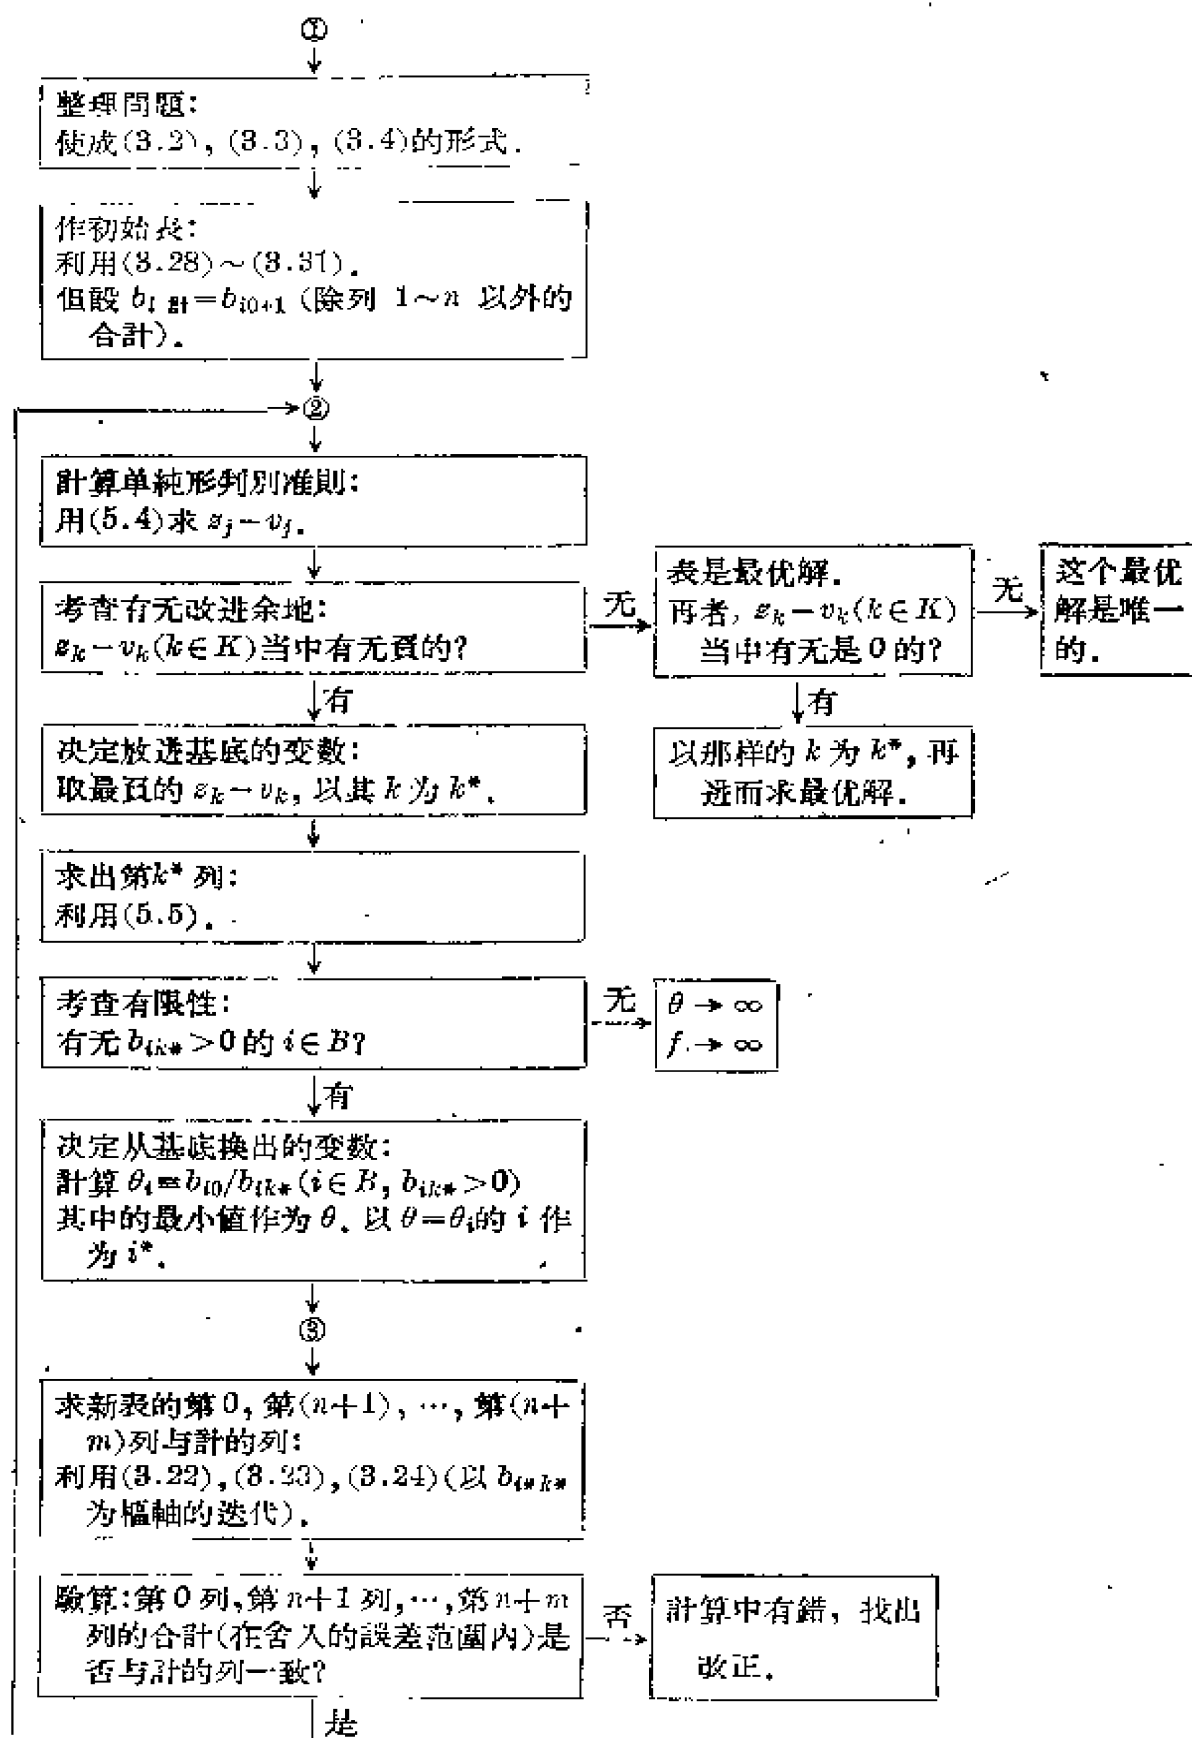 ①
整理問題:
使成(3.2), (3.3), (3.4)的形式.
作初始表:
利用(3.28)～(3.31).
但設 b_{i 計}=b_{i0}+1 (除列 1～n 以外的
合計).
②
計算单純形判別准則:
用(5.4)求 z_j－v_j.
考查有无改进余地:
z_k－v_k(k∈K)当中有无負的?
无
表是最优解.
再者, z_k－v_k(k∈K)
当中有无是0的?
无
这个最优
解是唯一
的.
有
有
决定放进基底的变数:
取最負的 z_k－v_k, 以其 k 为 k*.
以那样的 k 为 k*, 再
进而求最优解.
求出第k* 列:
利用(5.5).
考查有限性:
有无 b_{ik*}>0 的 i∈B?
无
θ → ∞
f → ∞
有
决定从基底換出的变数:
計算 θ_i=b_{i0}/b_{ik*}(i∈B, b_{ik*}>0)
其中的最小値作为 θ. 以 θ=θ_i的 i 作
为 i*.
③
求新表的第0, 第(n+1), …, 第(n+
m)列与計的列:
利用(3.22),(3.23),(3.24)(以 b_{i*k*}
为樞軸的迭代).
驗算:第0列,第n+1列,…,第n+m
列的合計(在舍入的誤差范圍內)是
否与計的列一致?
否
計算中有錯, 找出
改正.
是